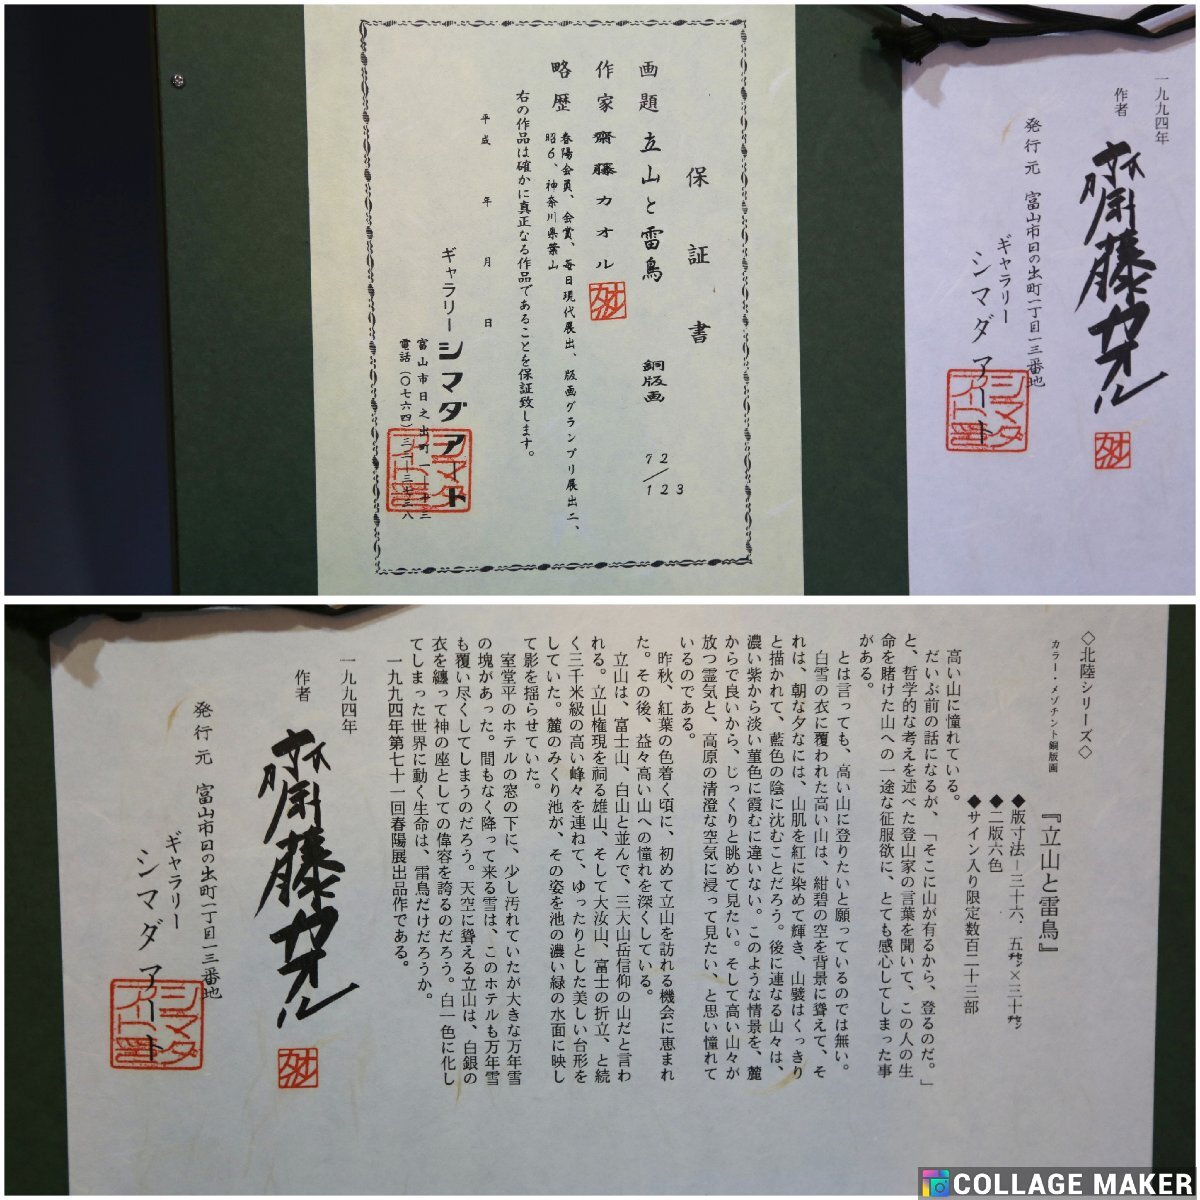 保証書
画題 立山と雷鳥 銅版画 72/123
作家 齋藤カオル
略歴 春陽会員、会賞、毎日現代展出、版画グランプリ展出二、
昭6、神奈川県葉山
右の作品は確かに真正なる作品であることを保証致します。
平成 年 月 日
ギャラリーシマダアート
富山市日之出町一ー十三
電話(〇七六四)三二ー三七三八
一九九四年
作者 齋藤カオル
発行元 富山市日の出町一丁目一三番地
ギャラリー
シマダアート
◇北陸シリーズ◇
カラー・メゾチント銅版画
『立山と雷鳥』
◆版寸法ー三十六、五㌢×三十㌢
◆二版六色
◆サイン入り限定数百二十三部
高い山に憧れている。
だいぶ前の話になるが、「そこに山が有るから、登るのだ。」
と、哲学的な考えを述べた登山家の言葉を聞いて、この人の生
命を賭けた山への一途な征服欲に、とても感心してしまった事
がある。
とは言っても、高い山に登りたいと願っているのでは無い。
白雪の衣に覆われた高い山は、紺碧の空を背景に聳えて、そ
れは、朝な夕なには、山肌を紅に染めて輝き、山襞はくっきり
と描かれて、藍色の陰に沈むことだろう。後に連なる山々は、
濃い紫から淡い菫色に霞むに違いない。このような情景を、麓
からで良いから、じっくりと眺めて見たい。そして高い山々が
放つ霊気と、高原の清澄な空気に浸って見たい、と思い憧れて
いるのである。
昨秋、紅葉の色着く頃に、初めて立山を訪れる機会に恵まれ
た。その後、益々高い山への憧れを深くしている。
立山は、富士山、白山と並んで、三大山岳信仰の山だと言わ
れる。立山権現を祠る雄山、そして大汝山、富士の折立、と続
く三千米級の高い峰々を連ねて、ゆったりとした美しい台形を
していた。麓のみくり池が、その姿を池の濃い緑の水面に映し
て影を揺らせていた。
室堂平のホテルの窓の下に、少し汚れていたが大きな万年雪
の塊があった。間もなく降って来る雪は、このホテルも万年雪
も覆い尽くしてしまうのだろう。天空に聳える立山は、白銀の
衣を纏って神の座としての偉容を誇るのだろう。白一色に化し
てしまった世界に動く生命は、雷鳥だけだろうか。
一九九四年第七十一回春陽展出品作である。
一九九四年
作者 齋藤カオル
発行元 富山市日の出町一丁目一三番地
ギャラリー
シマダアート
COLLAGE MAKER